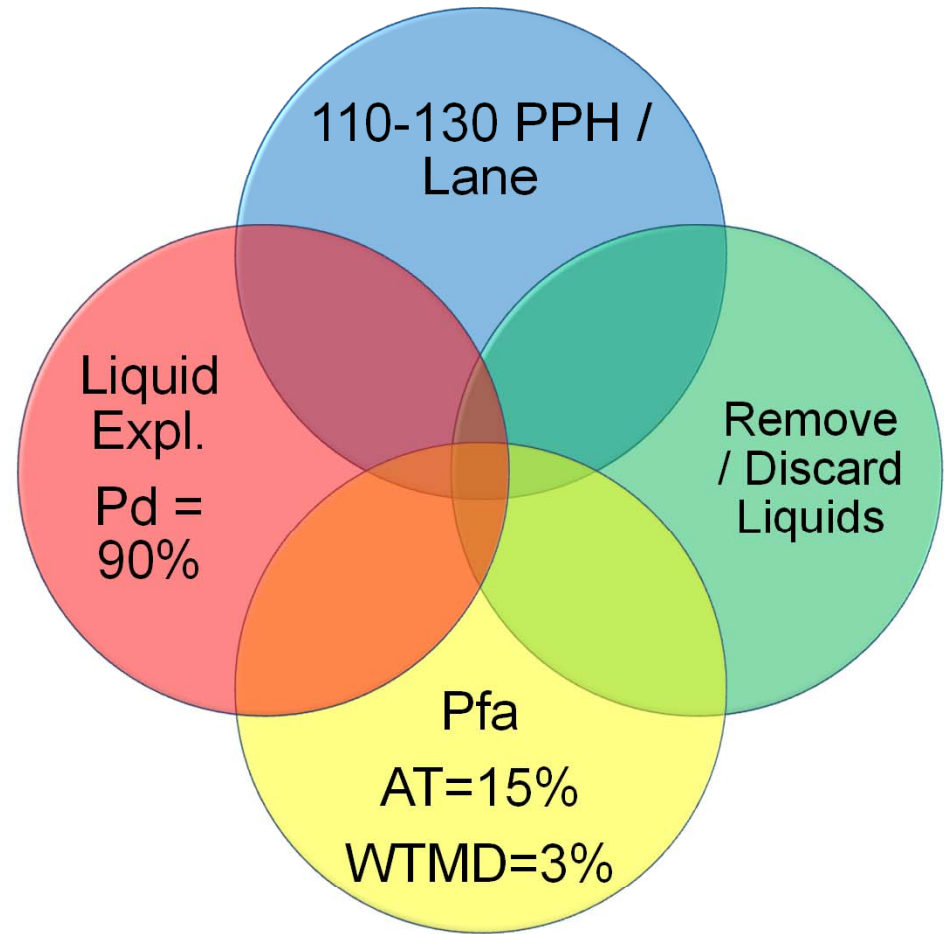 110-130 PPH /
Lane
Liquid
Expl.
Pd =
90%
Remove
/ Discard
Liquids
Pfa
AT=15%
WTMD=3%